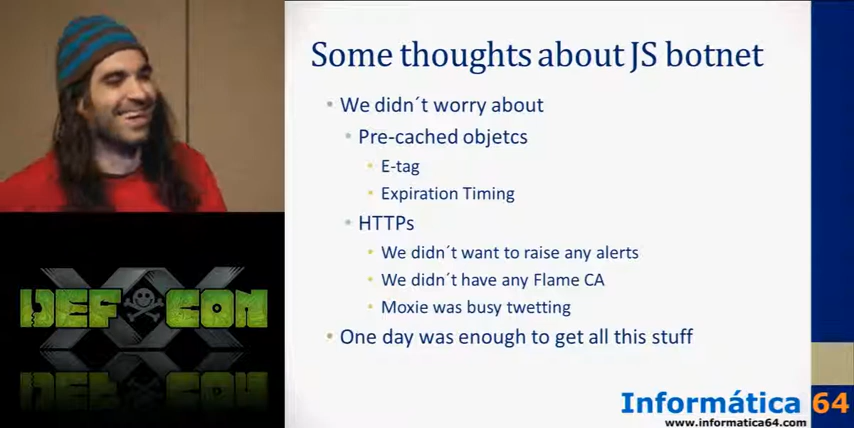 Some thoughts about JS botnet
We didn´t worry about
Pre-cached objetcs
E-tag
Expiration Timing
HTTPs
We didn´t want to raise any alerts
We didn´t have any Flame CA
Moxie was busy twetting
One day was enough to get all this stuff
DEF CON
XX
Informática 64
www.informatica64.com